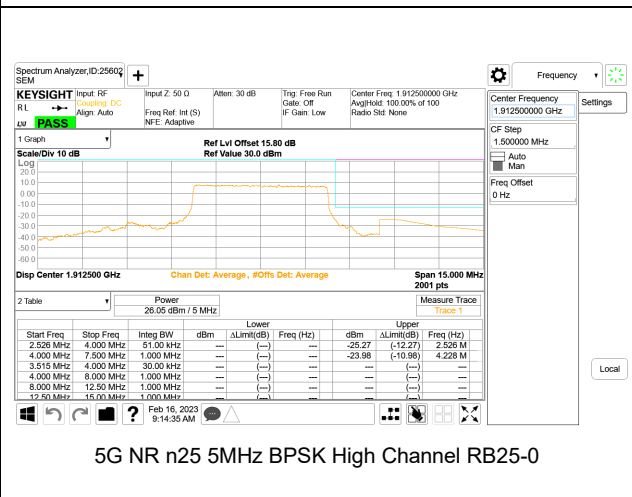 Spectrum Analyzer,ID:25602
SEM
+
Frequency
KEYSIGHT
RL
PASS
Input: RF
Coupling: DC
Align: Auto
Input Z: 50 Ω
Freq Ref: Int (S)
NFE: Adaptive
Atten: 30 dB
Trig: Free Run
Gate: Off
IF Gain: Low
Center Freq: 1.912500000 GHz
Avg|Hold: 100.00% of 100
Radio Std: None
Center Frequency
1.912500000 GHz
Settings
CF Step
1.500000 MHz
Auto
Man
Freq Offset
0 Hz
1 Graph
Scale/Div 10 dB
Ref Lvl Offset 15.80 dB
Ref Value 30.0 dBm
Log
20.0
10.0
0.00
-10.0
-20.0
-30.0
-40.0
-50.0
-60.0
Disp Center 1.912500 GHz
Chan Det: Average , #Offs Det: Average
Span 15.000 MHz
2001 pts
2 Table
Power
26.05 dBm / 5 MHz
Measure Trace
Trace 1
Lower Upper
Start Freq Stop Freq Integ BW dBm ΔLimit(dB) Freq (Hz) dBm ΔLimit(dB) Freq (Hz)
2.526 MHz 4.000 MHz 51.00 kHz --- (---) --- -25.27 (-12.27) 2.526 M
4.000 MHz 7.500 MHz 1.000 MHz --- (---) --- -23.98 (-10.98) 4.228 M
3.515 MHz 4.000 MHz 30.00 kHz --- (---) --- --- (---) ---
4.000 MHz 8.000 MHz 1.000 MHz --- (---) --- --- (---) ---
8.000 MHz 12.50 MHz 1.000 MHz --- (---) --- --- (---) ---
12.50 MHz 15.00 MHz 1.000 MHz --- (---) --- --- (---) ---
Local
?
Feb 16, 2023
9:14:35 AM
5G NR n25 5MHz BPSK High Channel RB25-0